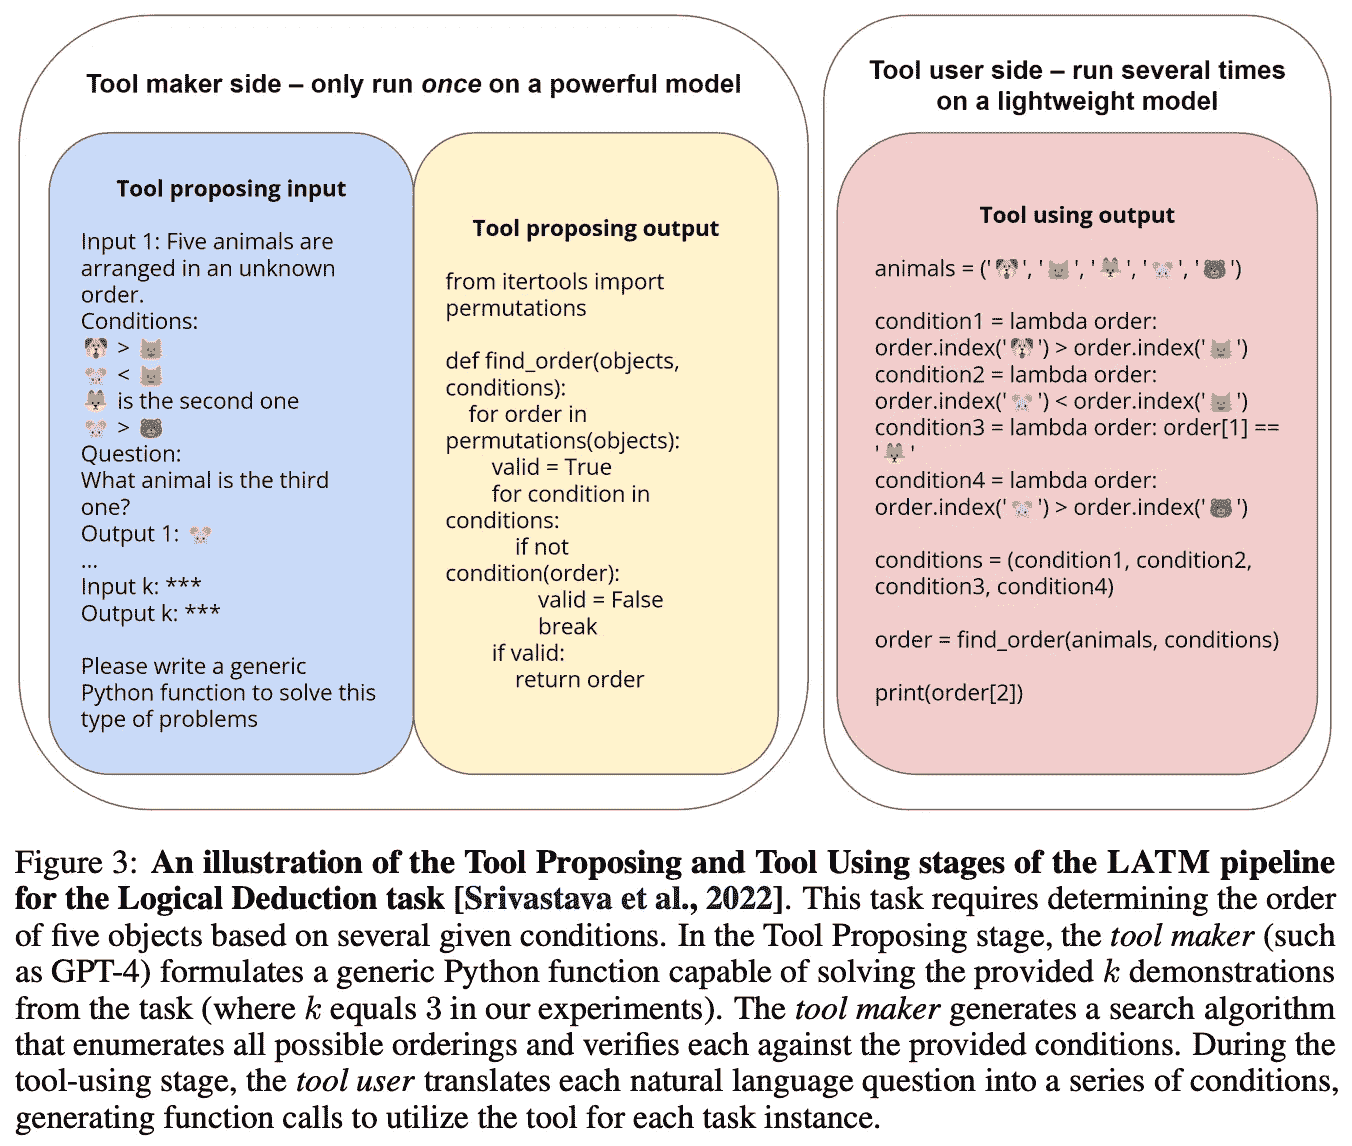 Tool maker side – only run once on a powerful model
Tool proposing input
Input 1: Five animals are
arranged in an unknown
order.
Conditions:
🐶 > 🐱
🐭 < 🐱
🐺 is the second one
🐭 > 🐻
Question:
What animal is the third
one?
Output 1: 🐭
...
Input k: ***
Output k: ***
Please write a generic
Python function to solve this
type of problems
Tool proposing output
from itertools import
permutations
def find_order(objects,
conditions):
for order in
permutations(objects):
valid = True
for condition in
conditions:
if not
condition(order):
valid = False
break
if valid:
return order
Tool user side – run several times
on a lightweight model
Tool using output
animals = ('🐶', '🐱', '🐺', '🐭', '🐻')
condition1 = lambda order:
order.index('🐶') > order.index('🐱')
condition2 = lambda order:
order.index('🐭') < order.index('🐱')
condition3 = lambda order: order[1] ==
'🐺'
condition4 = lambda order:
order.index('🐭') > order.index('🐻')
conditions = (condition1, condition2,
condition3, condition4)
order = find_order(animals, conditions)
print(order[2])
Figure 3: An illustration of the Tool Proposing and Tool Using stages of the LATM pipeline
for the Logical Deduction task [Srivastava et al., 2022]. This task requires determining the order
of five objects based on several given conditions. In the Tool Proposing stage, the tool maker (such
as GPT-4) formulates a generic Python function capable of solving the provided k demonstrations
from the task (where k equals 3 in our experiments). The tool maker generates a search algorithm
that enumerates all possible orderings and verifies each against the provided conditions. During the
tool-using stage, the tool user translates each natural language question into a series of conditions,
generating function calls to utilize the tool for each task instance.